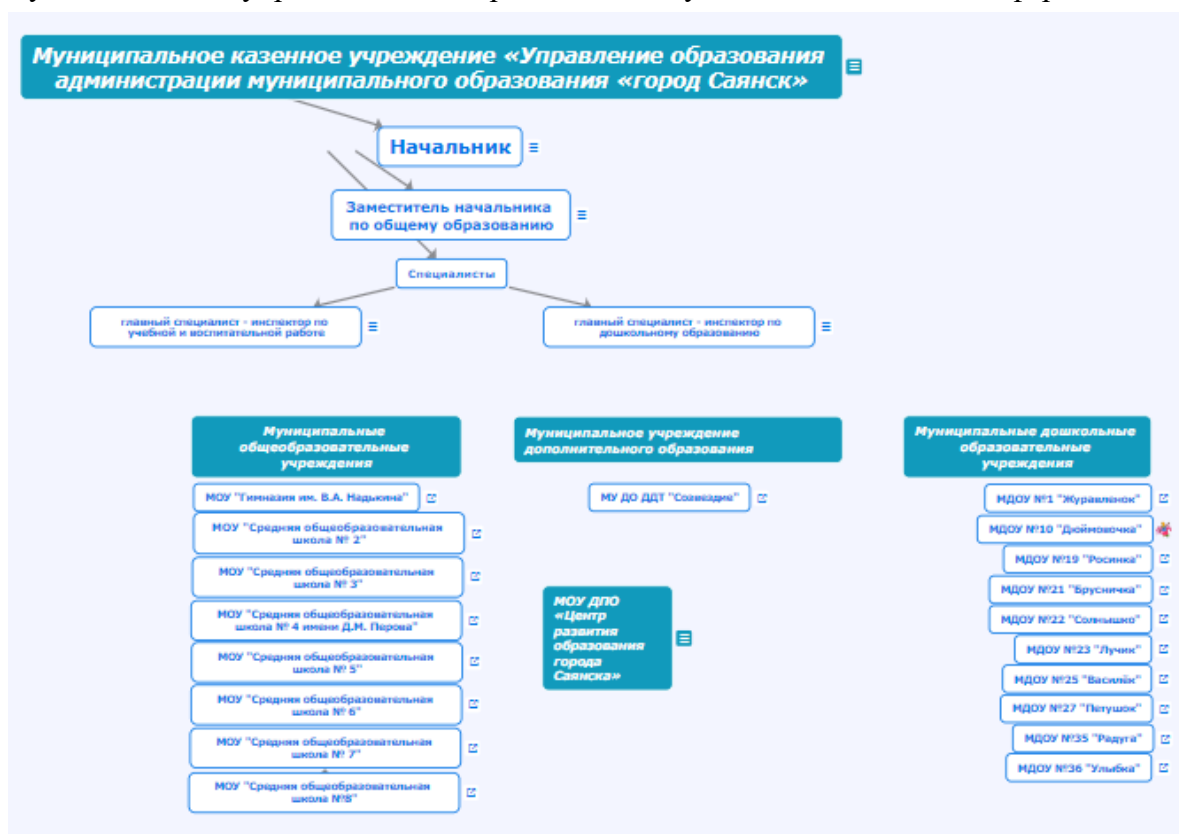 Муниципальное казенное учреждение «Управление образования
администрации муниципального образования «город Саянск»
Начальник
Заместитель начальника
по общему образованию
Специалисты
главный специалист - инспектор по
учебной и воспитательной работе
главный специалист - инспектор по
дошкольному образованию
Муниципальные
общеобразовательные
учреждения
МОУ "Гимназия им. В.А. Надькина"
МОУ "Средняя общеобразовательная
школа № 2"
МОУ "Средняя общеобразовательная
школа № 3"
МОУ "Средняя общеобразовательная
школа № 4 имени Д.М. Перова"
МОУ "Средняя общеобразовательная
школа № 5"
МОУ "Средняя общеобразовательная
школа № 6"
МОУ "Средняя общеобразовательная
школа № 7"
МОУ "Средняя общеобразовательная
школа №8"
Муниципальное учреждение
дополнительного образования
МУ ДО ДДТ "Созвездие"
МОУ ДПО
«Центр
развития
образования
города
Саянска»
Муниципальные дошкольные
образовательные
учреждения
МДОУ №1 "Журавленок"
МДОУ №10 "Дюймовочка"
МДОУ №19 "Росинка"
МДОУ №21 "Брусничка"
МДОУ №22 "Солнышко"
МДОУ №23 "Лучик"
МДОУ №25 "Василёк"
МДОУ №27 "Петушок"
МДОУ №35 "Радуга"
МДОУ №36 "Улыбка"